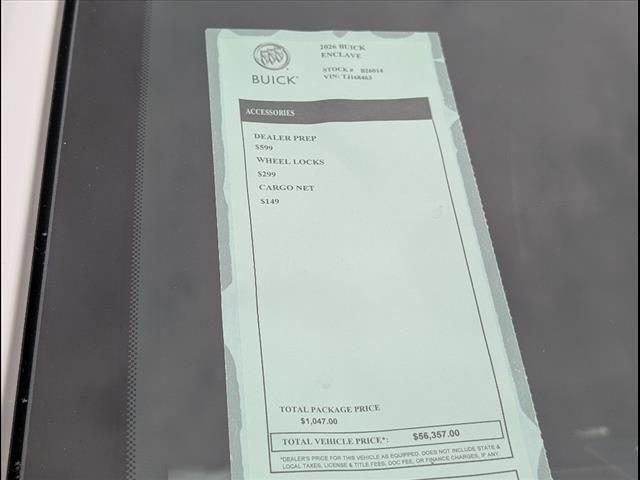 2026 BUICK
ENCLAVE
BUICK
STOCK # B26014
VIN: TJ168463
ACCESSORIES
DEALER PREP
$599
WHEEL LOCKS
$299
CARGO NET
$149
TOTAL PACKAGE PRICE
$1,047.00
TOTAL VEHICLE PRICE*: $56,357.00
*DEALER'S PRICE FOR THIS VEHICLE AS EQUIPPED. DOES NOT INCLUDE STATE &
LOCAL TAXES, LICENSE & TITLE FEES, DOC FEE, OR FINANCE CHARGES, IF ANY.